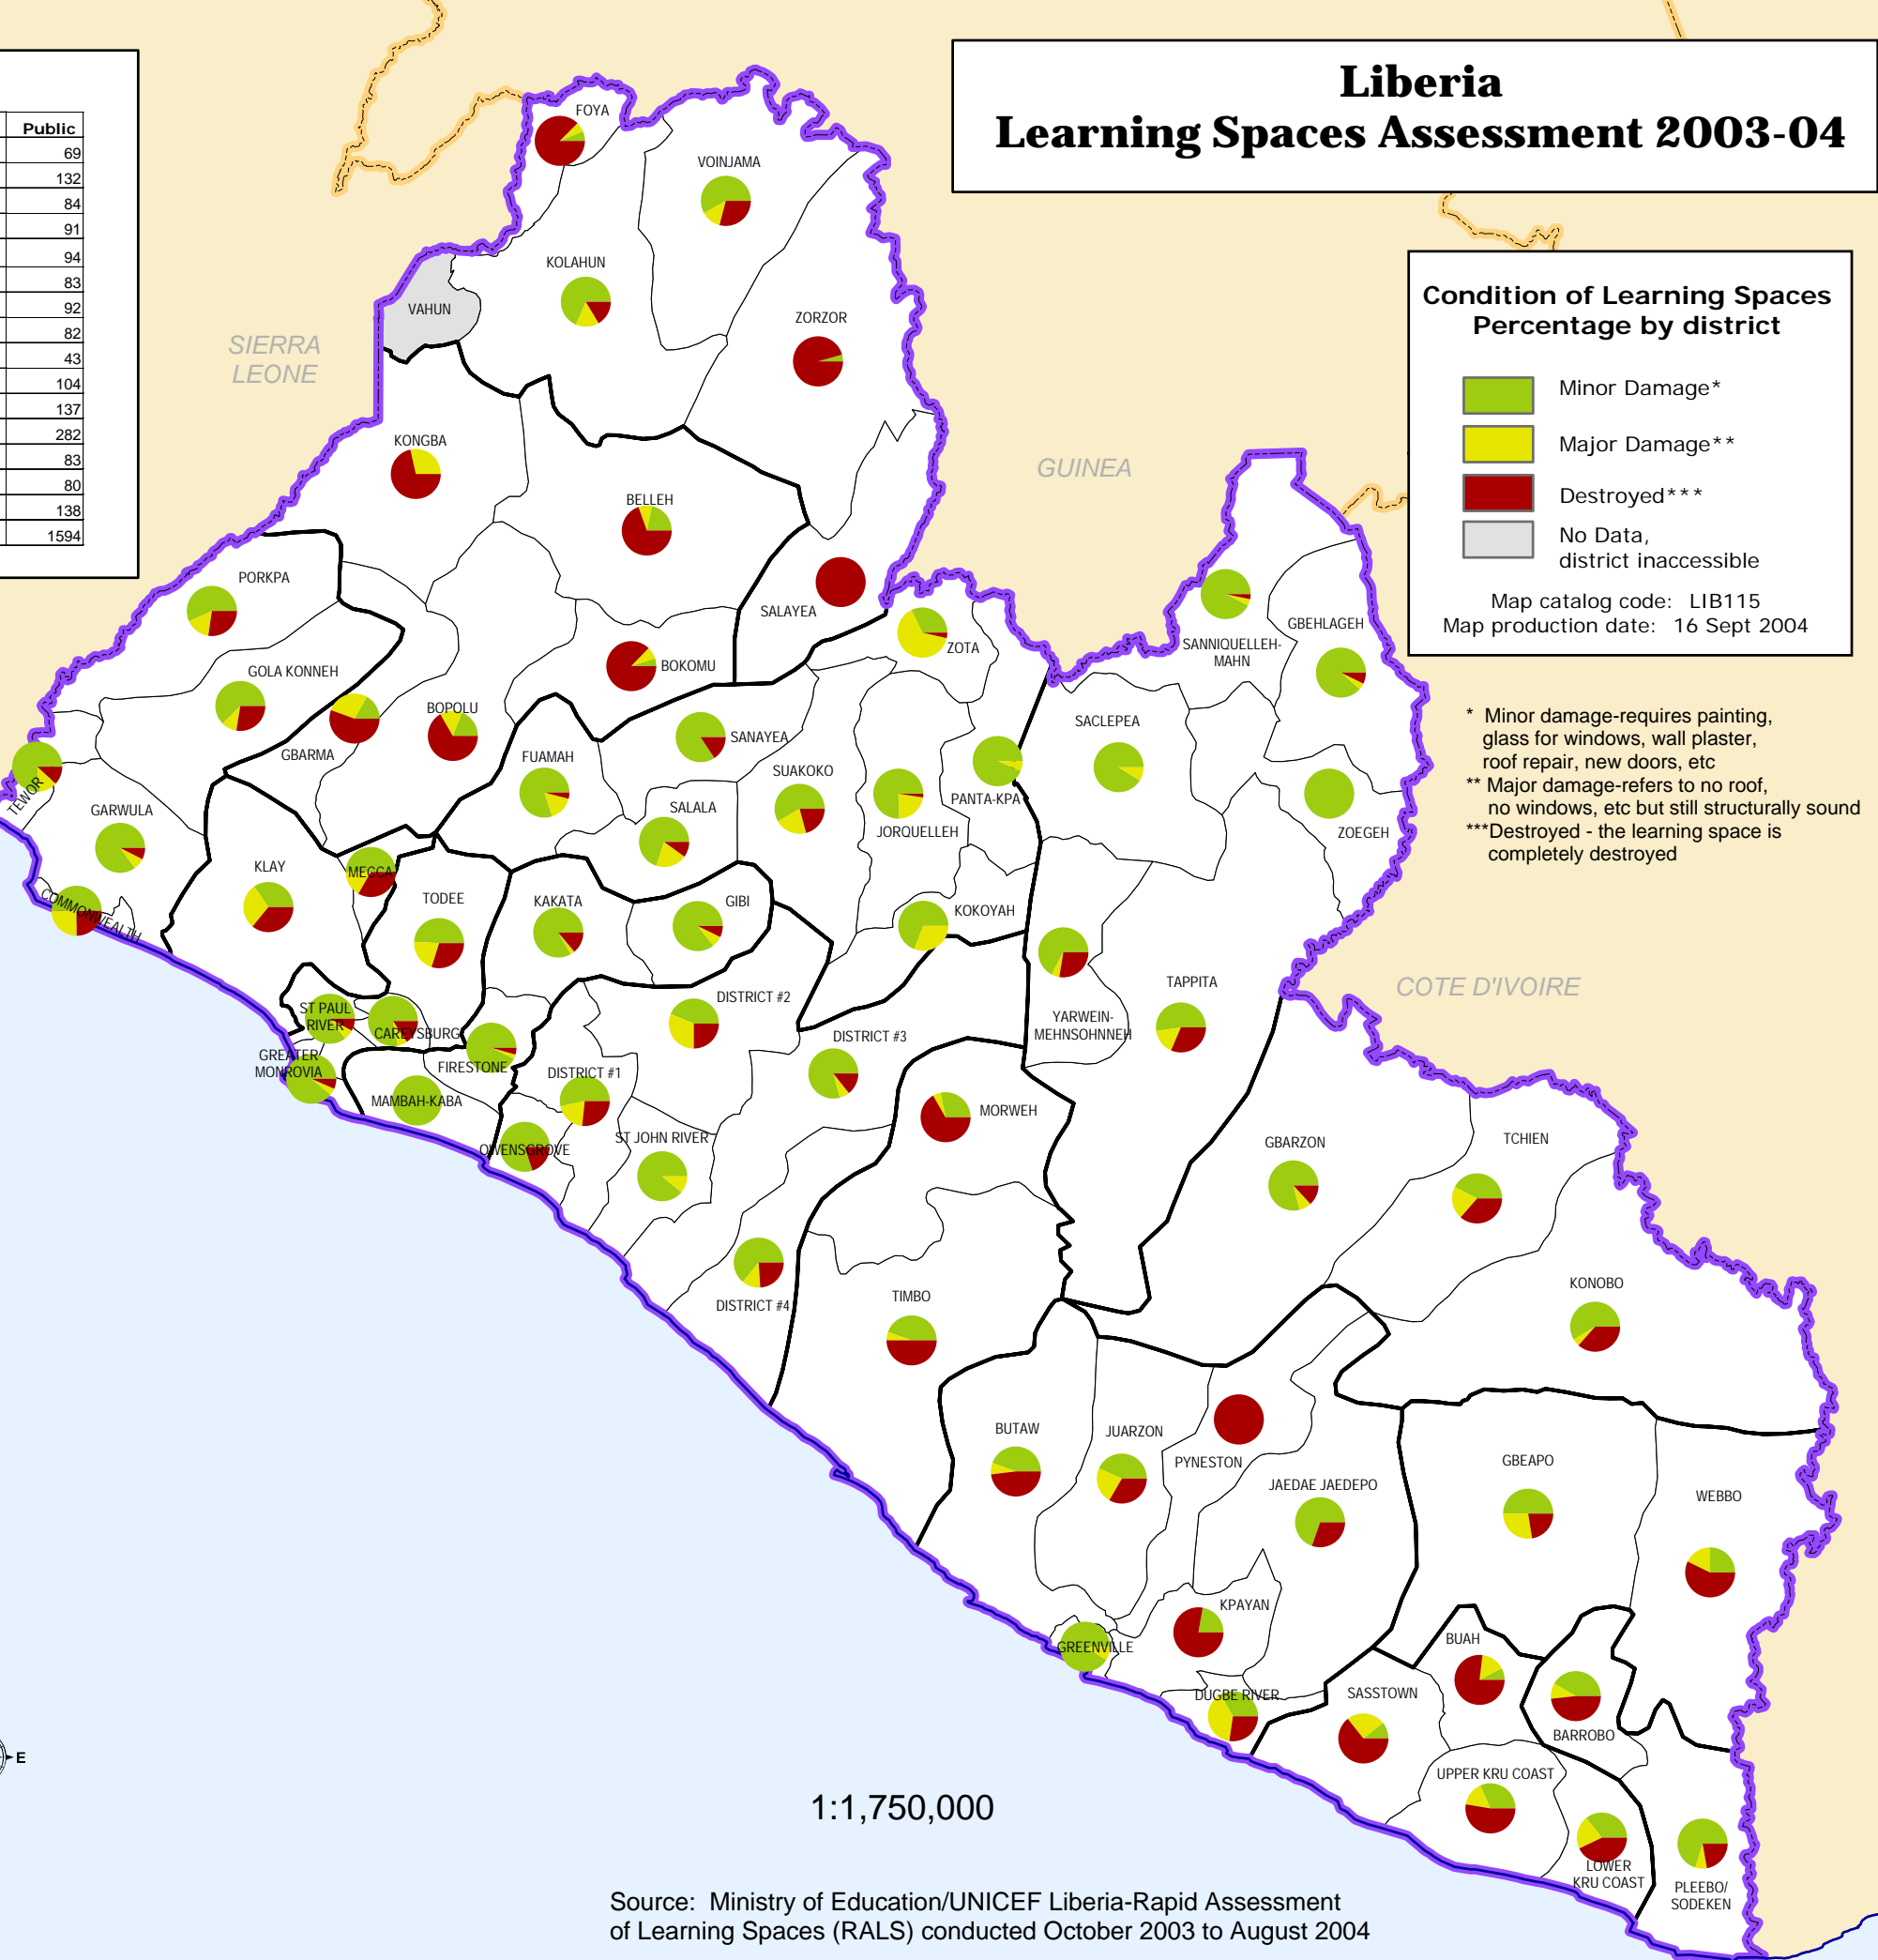 Liberia
Learning Spaces Assessment 2003-04
Public
69
132
84
91
94
83
92
82
43
104
137
282
83
80
138
1594
Condition of Learning Spaces
Percentage by district
Minor Damage*
Major Damage**
Destroyed***
No Data,
district inaccessible
Map catalog code: LIB115
Map production date: 16 Sept 2004
* Minor damage-requires painting,
glass for windows, wall plaster,
roof repair, new doors, etc
** Major damage-refers to no roof,
no windows, etc but still structurally sound
***Destroyed - the learning space is
completely destroyed
SIERRA
LEONE
GUINEA
COTE D'IVOIRE
FOYA
VOINJAMA
KOLAHUN
VAHUN
ZORZOR
KONGBA
BELLEH
PORKPA
SALAYEA
ZOTA
SANNIQUELLEH-
MAHN
GBEHLAGEH
GOLA KONNEH
BOKOMU
BOPOLU
GBARMA
SANAYEA
SACLEPEA
FUAMAH
SUAKOKO
PANTA-KPA
TEWOR
GARWULA
SALALA
JORQUELLEH
ZOEGEH
KLAY
MECCA
TODEE
KAKATA
GIBI
KOKOYAH
COMMONWEALTH
TAPPITA
DISTRICT #2
ST PAUL
RIVER
CAREYSBURG
YARWEIN-
MEHNSOHNNEH
DISTRICT #3
GREATER
MONROVIA
FIRESTONE
DISTRICT #1
MAMBAH-KABA
MORWEH
OWENSGROVE
ST JOHN RIVER
GBARZON
TCHIEN
KONOBO
DISTRICT #4
TIMBO
BUTAW
JUARZON
PYNESTON
GBEAPO
JAEDAE JAEDEPO
WEBBO
KPAYAN
GREENVILLE
BUAH
DUGBE RIVER
SASSTOWN
BARROBO
UPPER KRU COAST
LOWER
KRU COAST
PLEEBO/
SODEKEN
E
1:1,750,000
Source: Ministry of Education/UNICEF Liberia-Rapid Assessment
of Learning Spaces (RALS) conducted October 2003 to August 2004